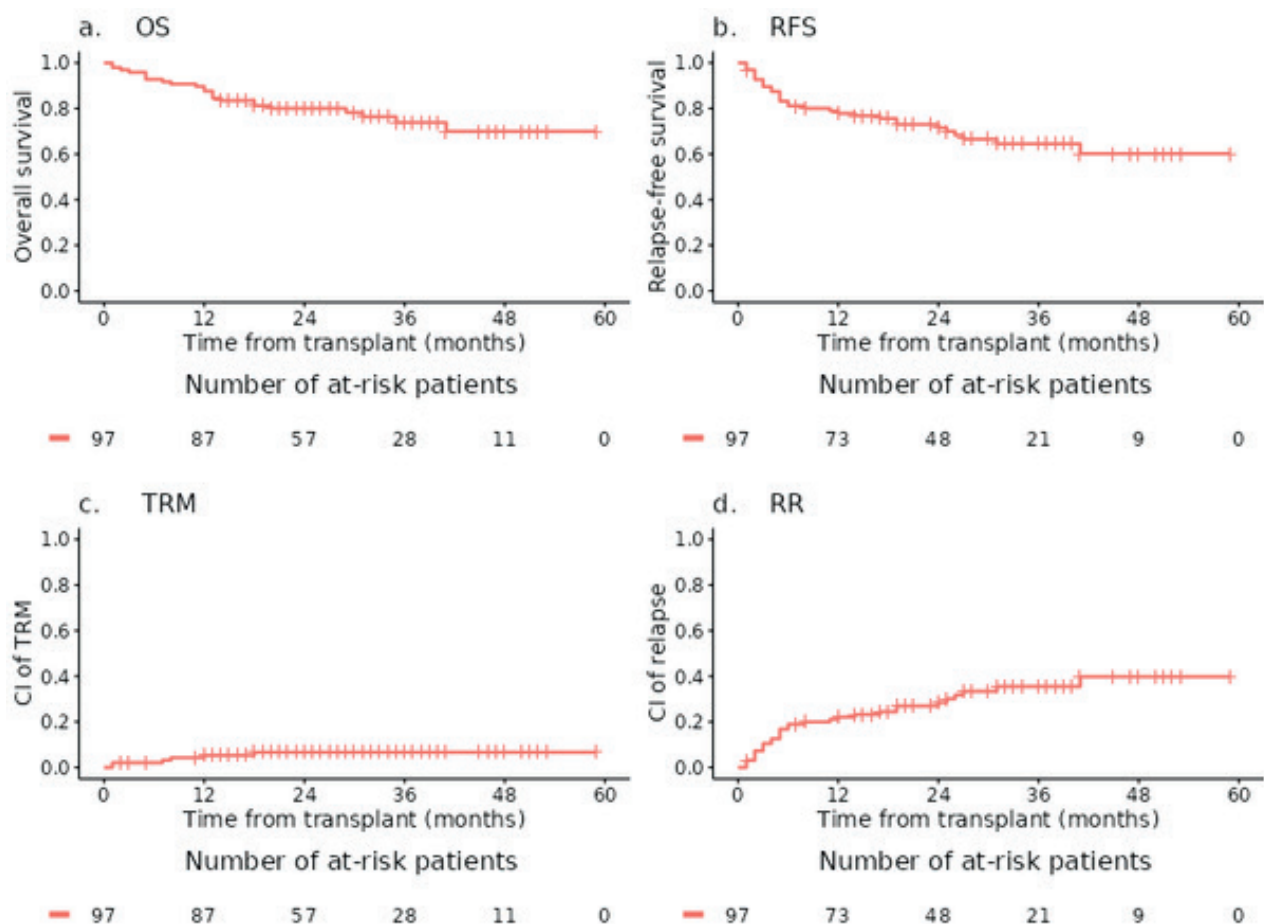 a. OS
Overall survival
1.0
0.8
0.6
0.4
0.2
0.0
0 12 24 36 48 60
Time from transplant (months)
Number of at-risk patients
97 87 57 28 11 0
b. RFS
Relapse-free survival
1.0
0.8
0.6
0.4
0.2
0.0
0 12 24 36 48 60
Time from transplant (months)
Number of at-risk patients
97 73 48 21 9 0
c. TRM
CI of TRM
1.0
0.8
0.6
0.4
0.2
0.0
0 12 24 36 48 60
Time from transplant (months)
Number of at-risk patients
97 87 57 28 11 0
d. RR
CI of relapse
1.0
0.8
0.6
0.4
0.2
0.0
0 12 24 36 48 60
Time from transplant (months)
Number of at-risk patients
97 73 48 21 9 0